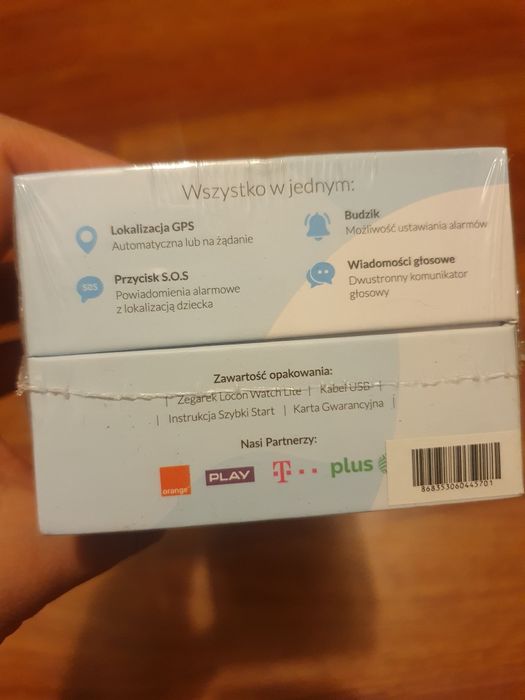 Wszystko w jednym:
Lokalizacja GPS
Automatyczna lub na żądanie
Budzik
Możliwość ustawiania alarmów
SOS
Przycisk S.O.S
Powiadomienia alarmowe
z lokalizacją dziecka
Wiadomości głosowe
Dwustronny komunikator
głosowy
Zawartość opakowania:
| Zegarek Locon Watch Lite | Kabel USB |
| Instrukcja Szybki Start | Karta Gwarancyjna |
Nasi Partnerzy:
orange
PLAY
T
plus
868353060445701